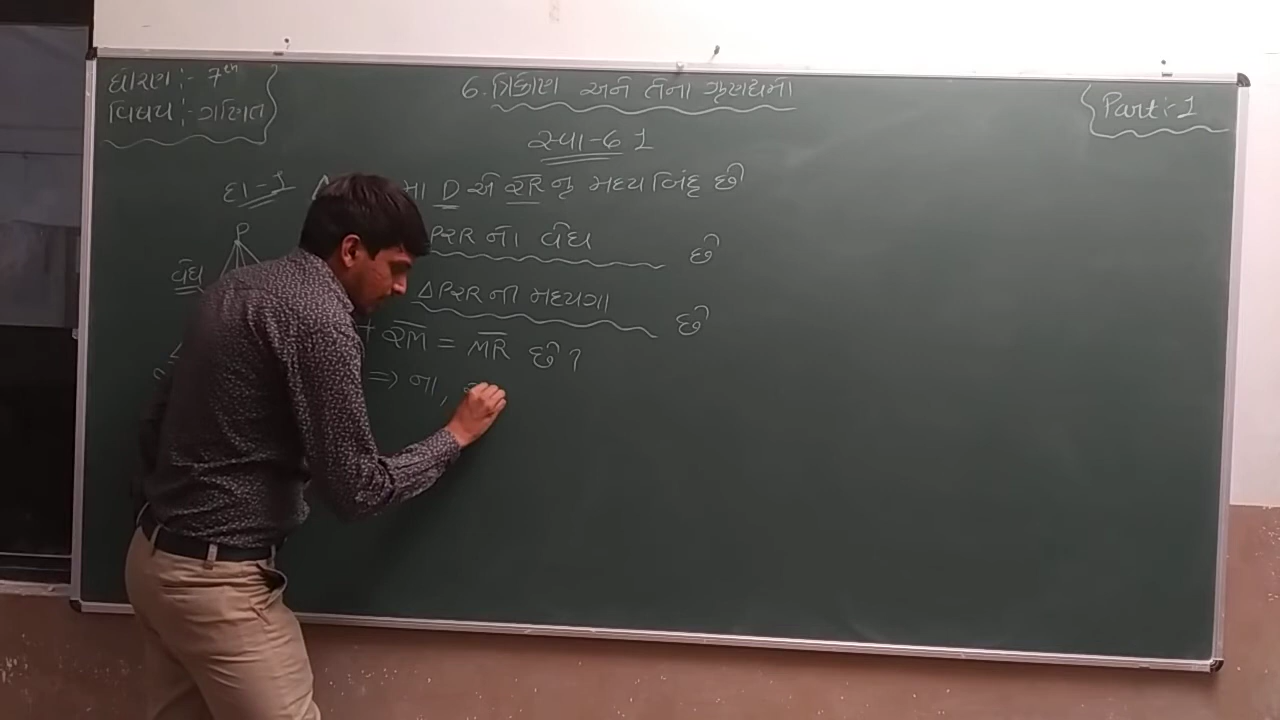 ધોરણ :- 7th
વિષય :- ગણિત
6. ત્રિકોણ અને તેના ગુણધર્મો
Part :- 1
સ્વા-6.1
દા-1 મા D એ QR નુ મધ્યબિંદુ છે
P
PQR નો વેધ છે
વેધ
ΔPQR ની મધ્યગા છે
QM = MR છે ?
⇒ ના,